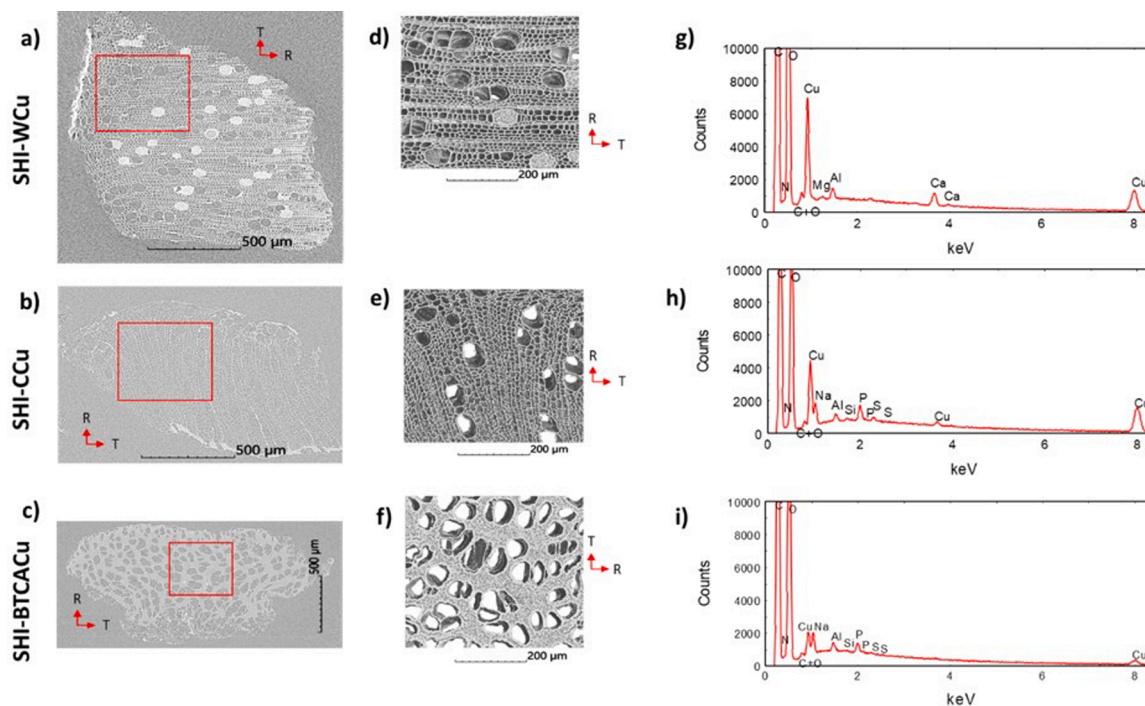 a)
T
R
SHI-WCu
500 µm
d)
R
T
200 µm
g)
10000
8000
6000
4000
2000
0
Counts
C
O
N
Cu
C+O
Mg
Al
Ca
Ca
Cu
0
2
4
6
8
keV
b)
SHI-CCu
R
T
500 µm
e)
R
T
200 µm
h)
10000
8000
6000
4000
2000
0
Counts
C
O
N
Cu
Na
C+O
Al
Si
P
P
S
S
Cu
Cu
0
2
4
6
8
keV
c)
SHI-BTCACu
R
T
500 µm
f)
T
R
200 µm
i)
10000
8000
6000
4000
2000
0
Counts
C
O
N
Cu
Na
C+O
Al
Si
P
P
S
S
Cu
0
2
4
6
8
keV